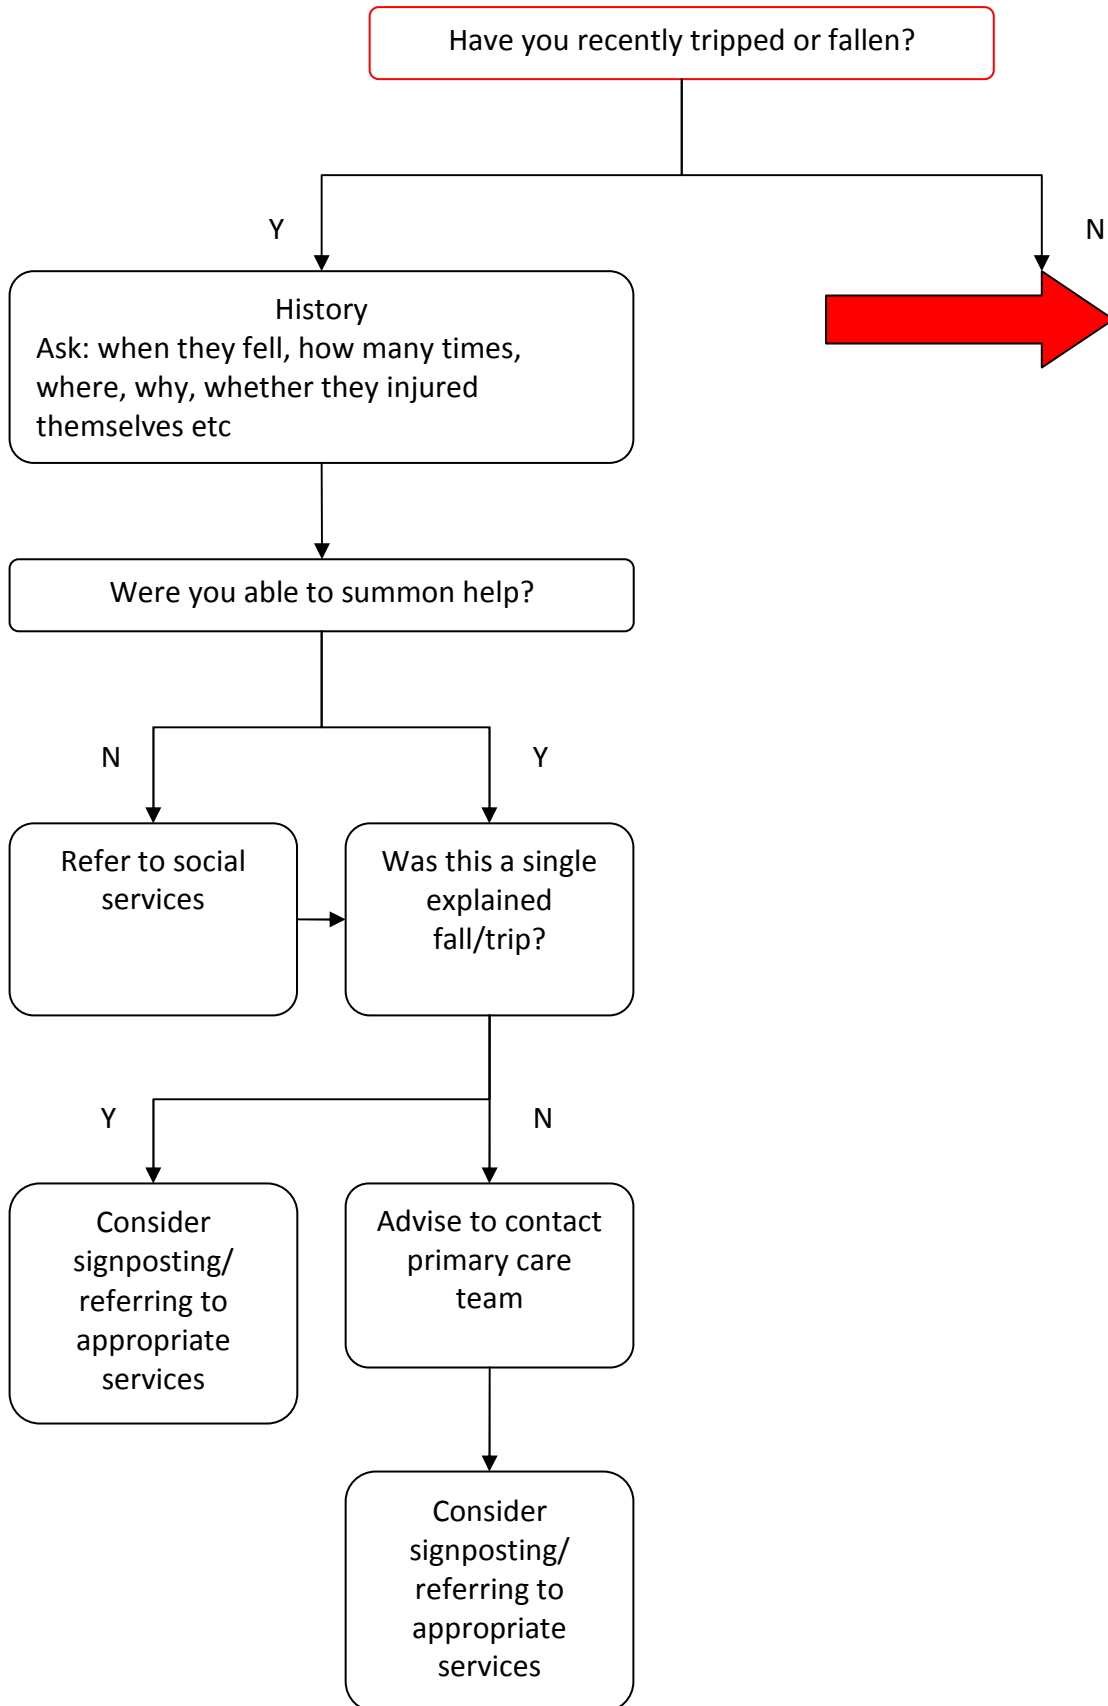 Have you recently tripped or fallen?
Y
N
History
Ask: when they fell, how many times,
where, why, whether they injured
themselves etc
Were you able to summon help?
N
Y
Refer to social
services
Was this a single
explained
fall/trip?
Y
N
Consider
signposting/
referring to
appropriate
services
Advise to contact
primary care
team
Consider
signposting/
referring to
appropriate
services